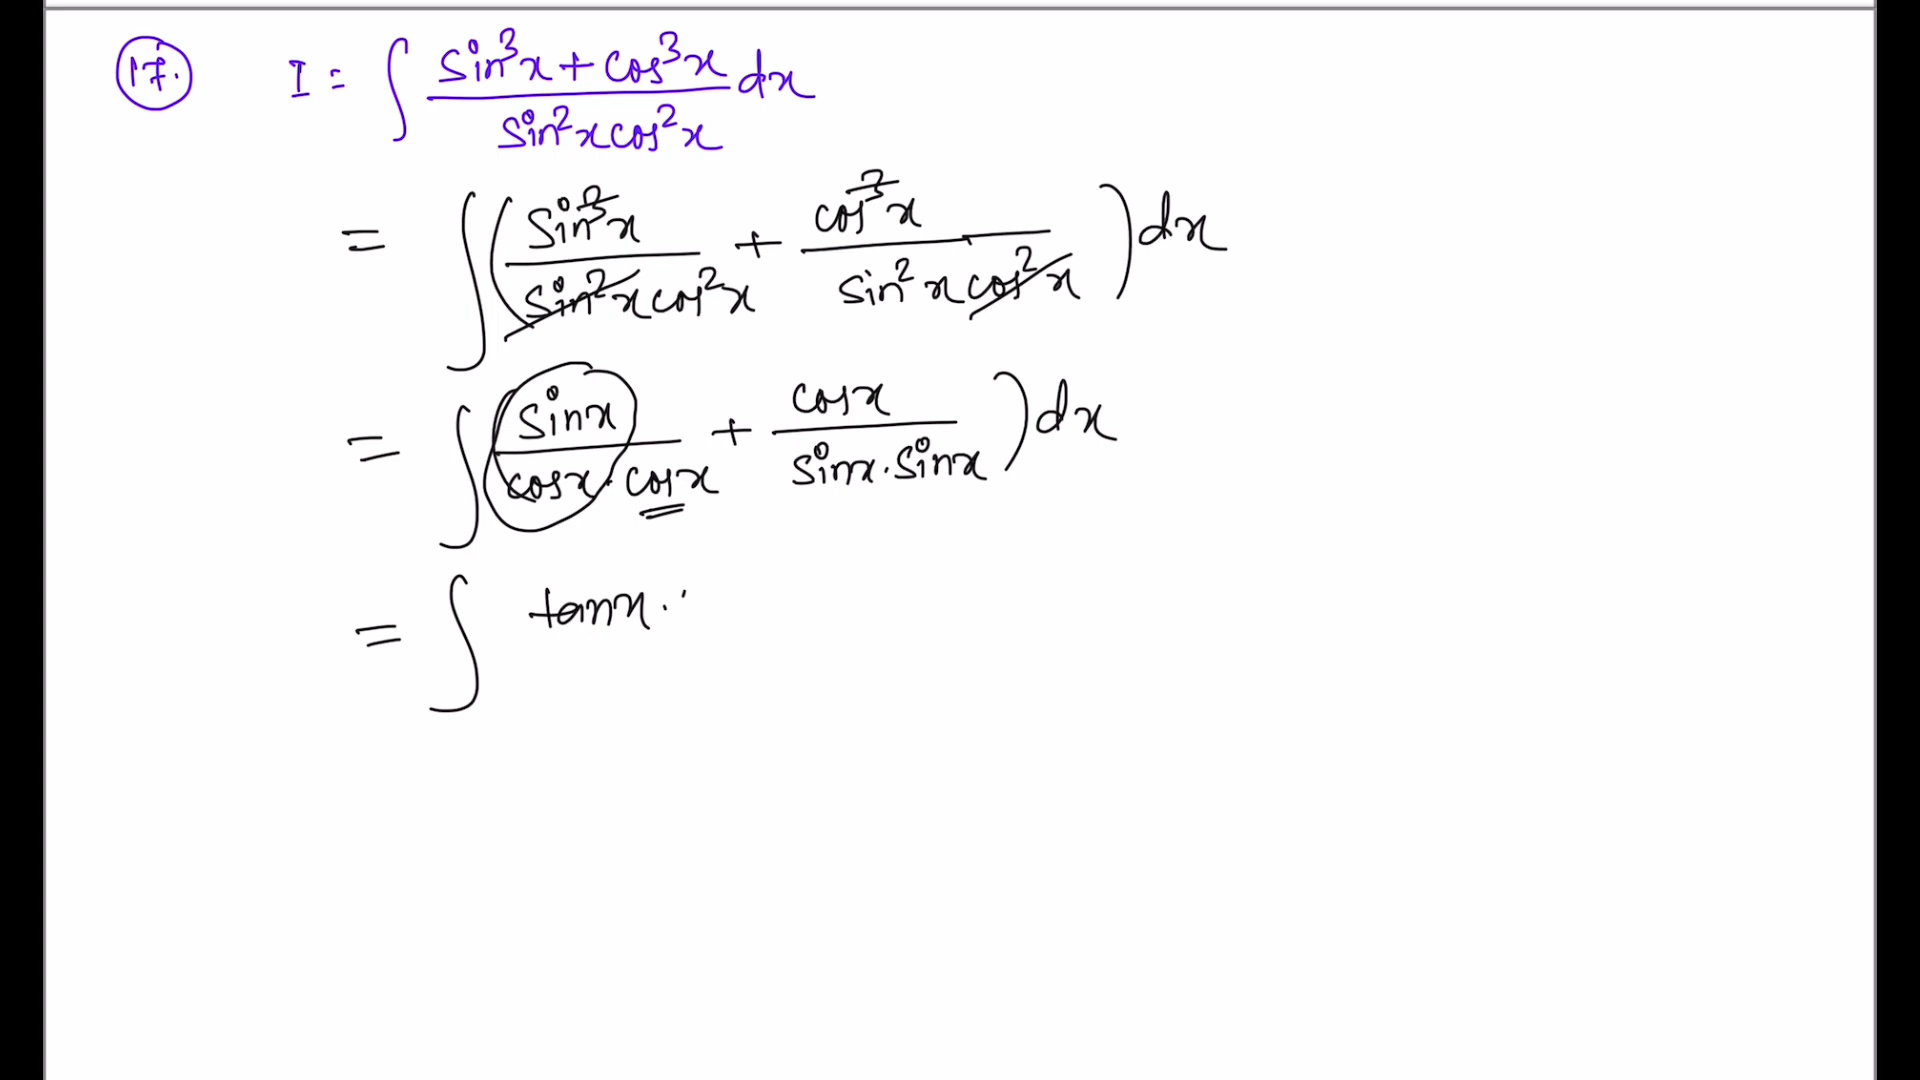 17. I = ∫ (sin³x + cos³x)/(sin²x cos²x) dx
= ∫ ( sin³x/(sin²x cos²x) + cos³x/(sin²x cos²x) ) dx
= ∫ ( sinx/(cosx · cosx) + cosx/(sinx · sinx) ) dx
= ∫ tanx ·